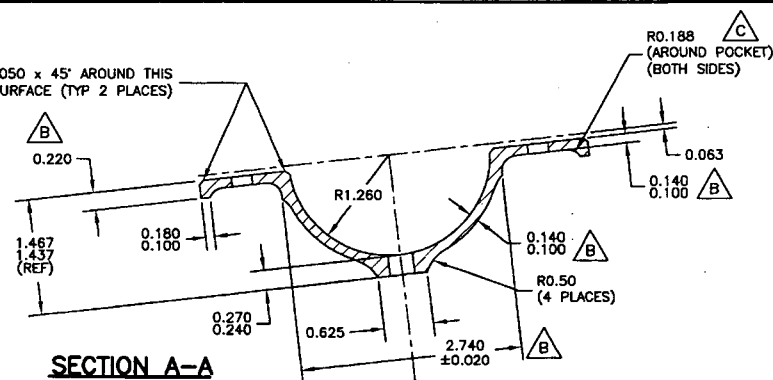 R0.188
(AROUND POCKET)
(BOTH SIDES)
C
050 x 45° AROUND THIS
URFACE (TYP 2 PLACES)
B
0.220
0.063
0.140
0.100
B
R1.260
0.180
0.100
0.140
0.100
B
1.467
1.437
(REF)
R0.50
(4 PLACES)
0.270
0.240
0.625
2.740
±0.020
B
SECTION A-A